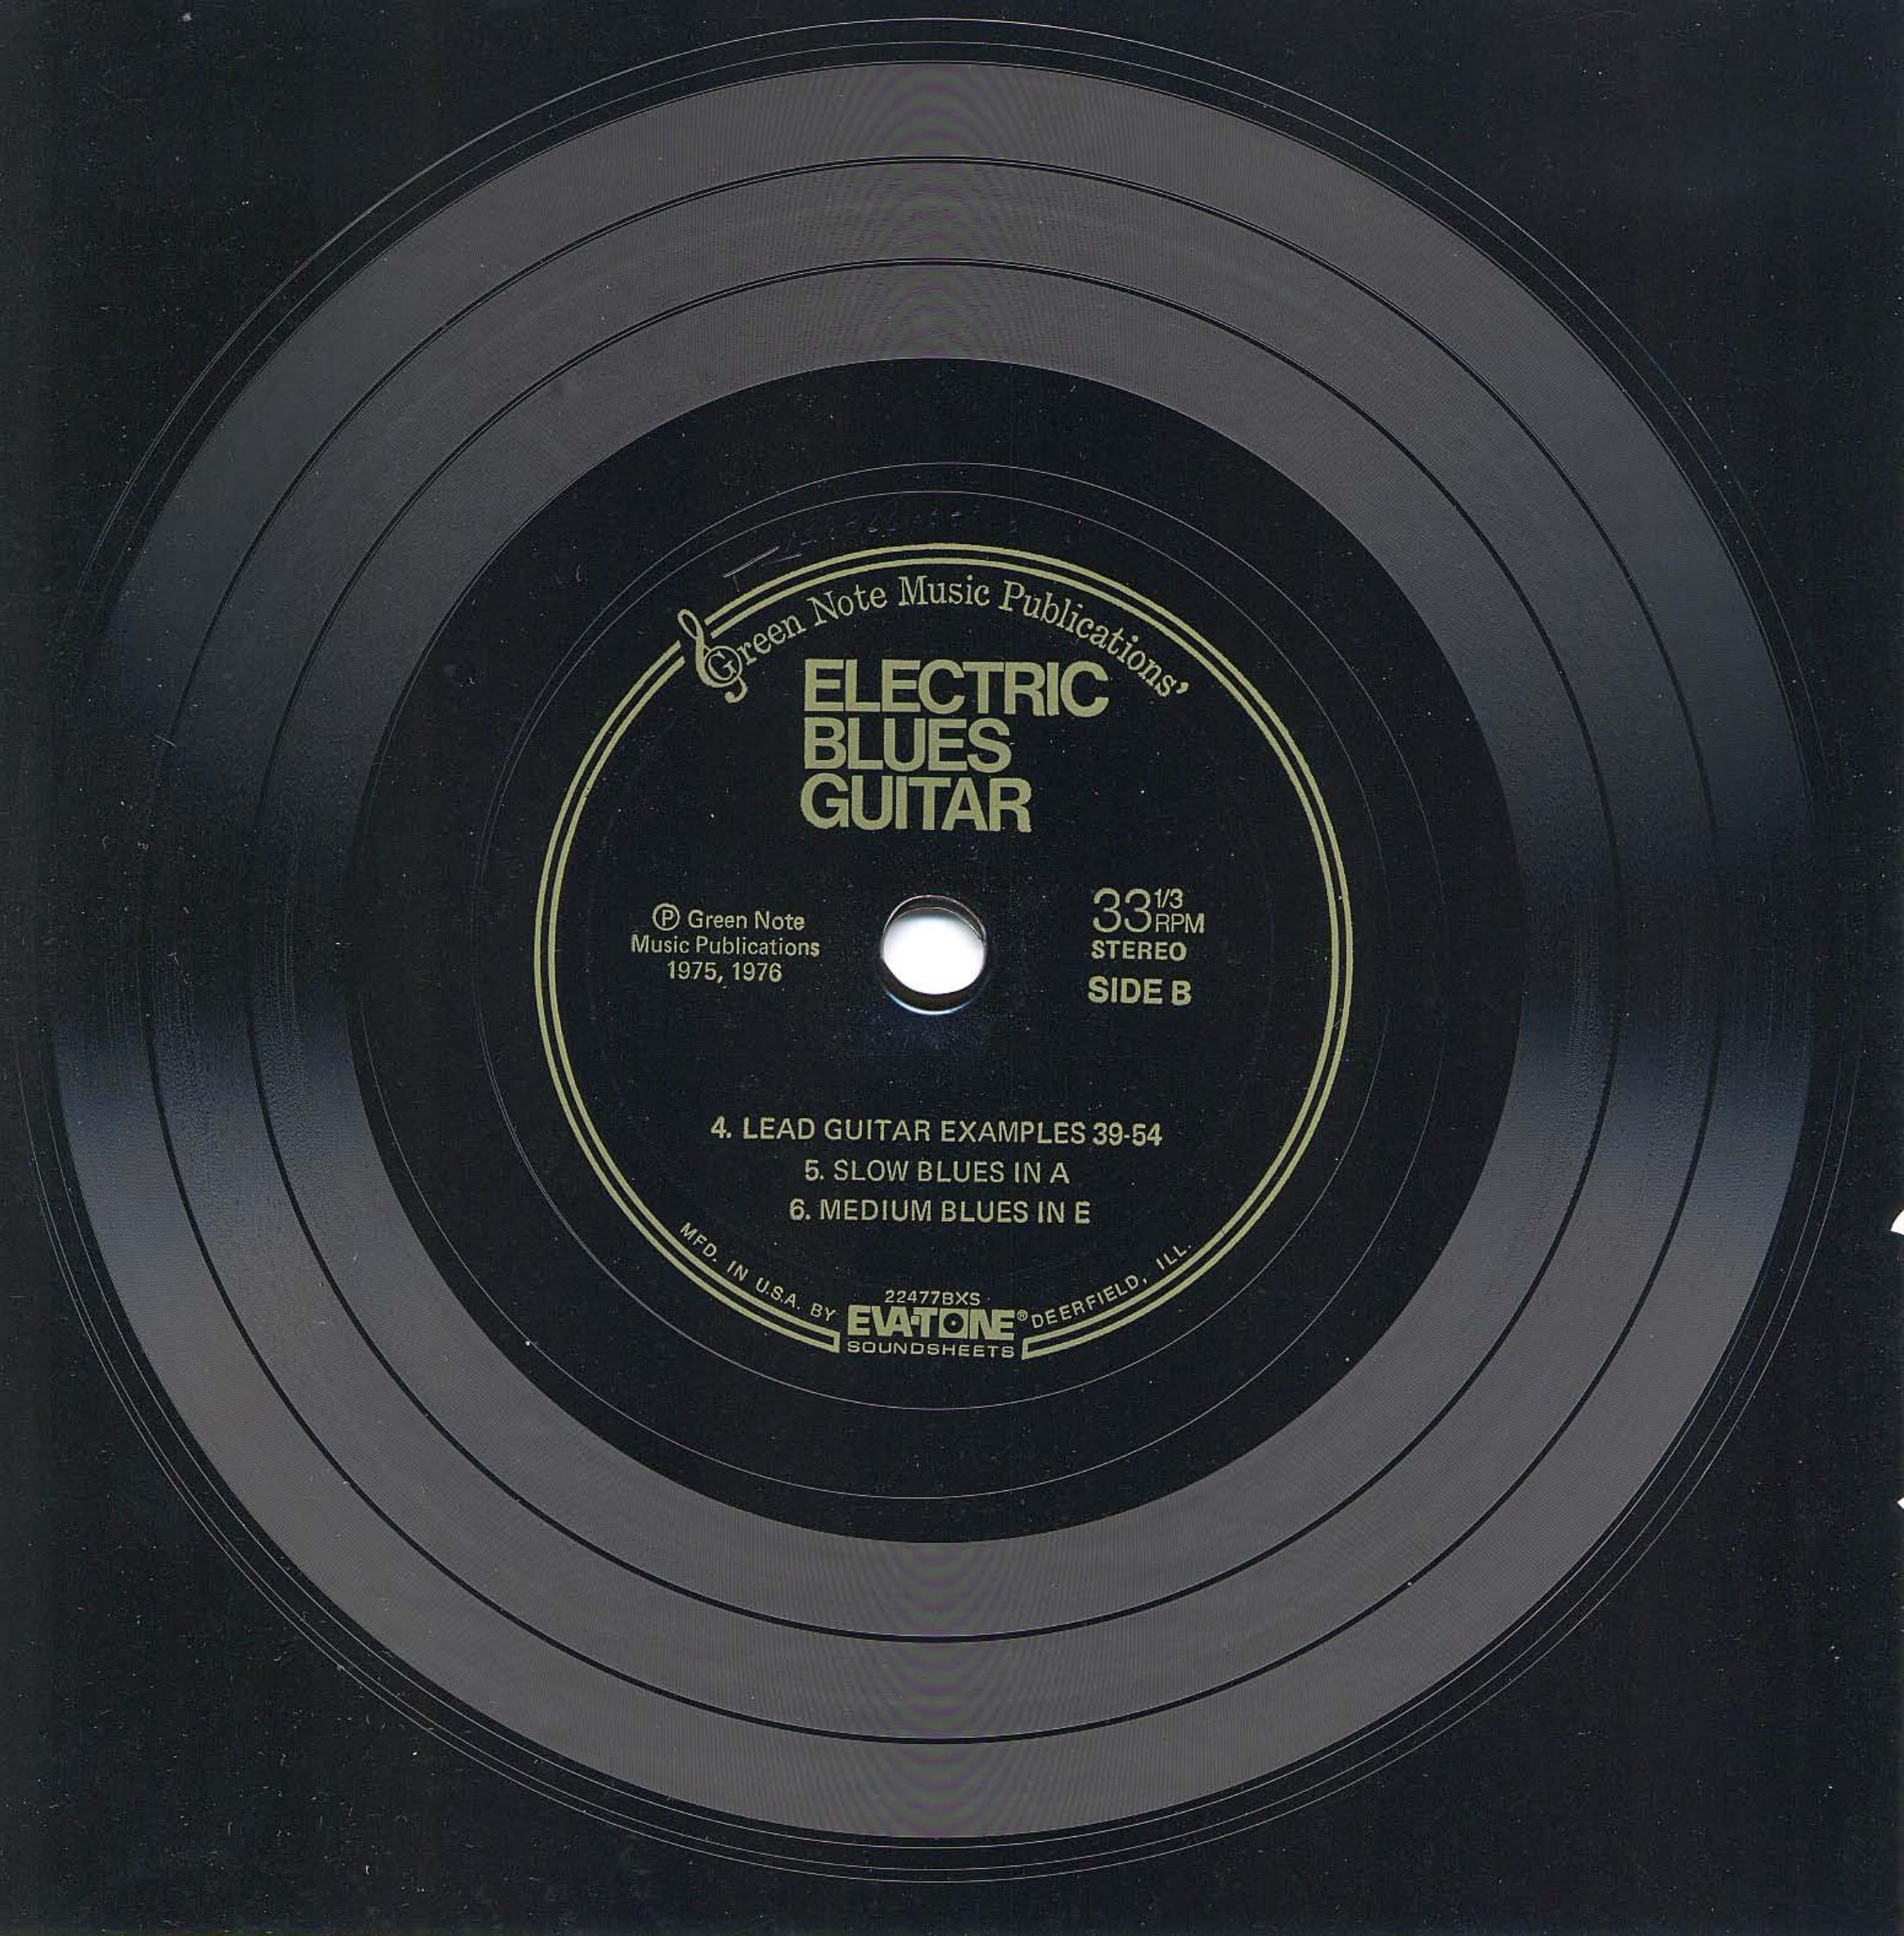 Green Note Music Publications'
ELECTRIC
BLUES
GUITAR
Ⓟ Green Note
Music Publications
1975, 1976
33 1/3
RPM
STEREO
SIDE B
4. LEAD GUITAR EXAMPLES 39-54
5. SLOW BLUES IN A
6. MEDIUM BLUES IN E
MFD. IN U.S.A. BY
22477BXS
EVA-TONE®
SOUNDSHEETS
DEERFIELD, ILL.